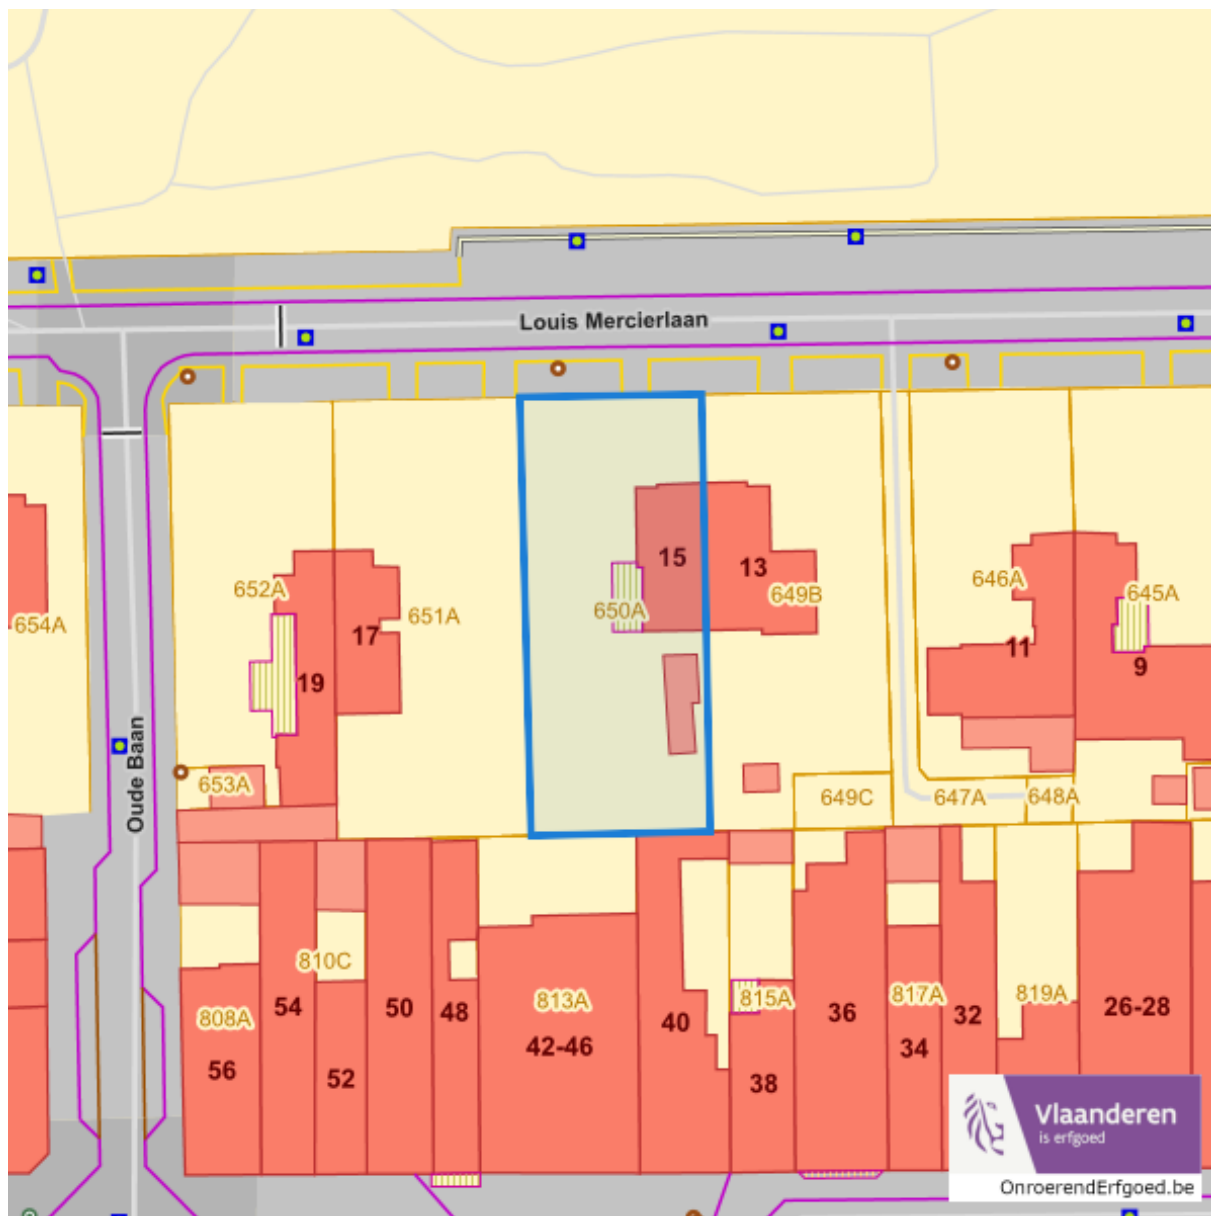 Louis Mercierlaan
15
13
652A
646A
645A
650A
649B
651A
654A
17
11
9
19
Oude Baan
653A
649C
647A
648A
810C
813A
815A
817A
819A
808A
54
50
48
42-46
40
36
32
26-28
34
56
52
38
Vlaanderen
is erfgoed
OnroerendErfgoed.be